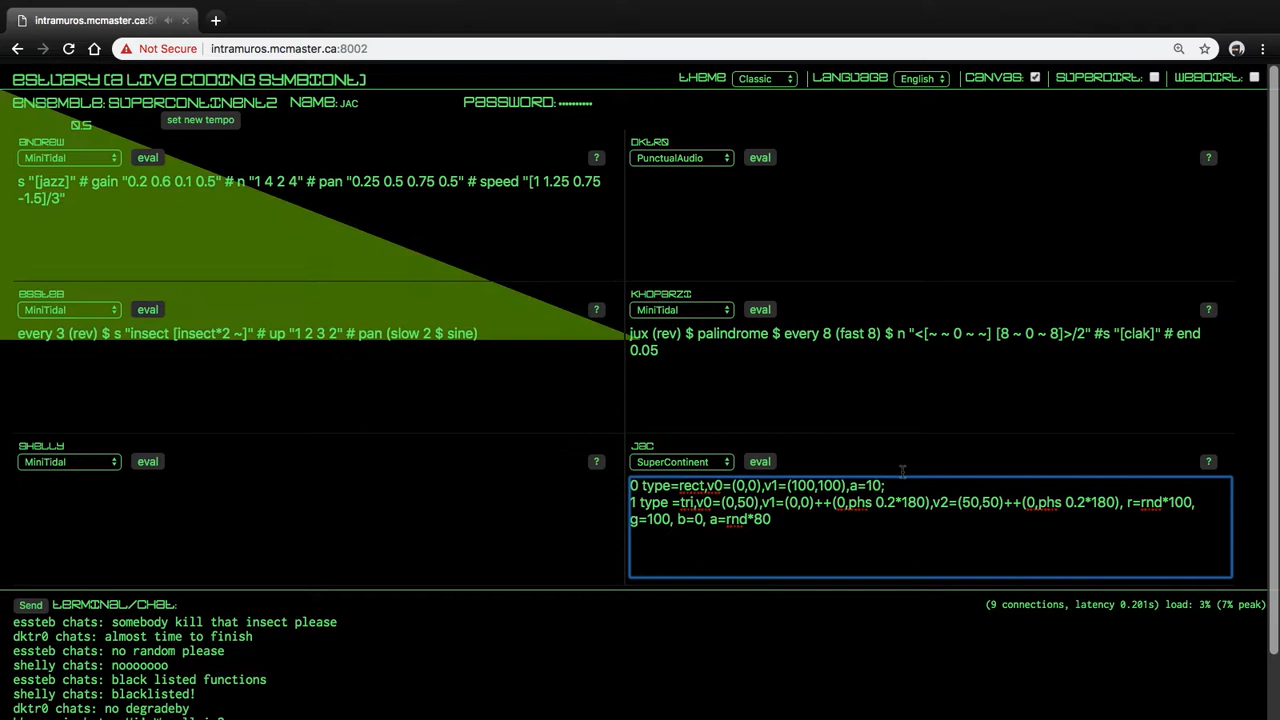 intramuros.mcmaster.ca:8
Not Secure
intramuros.mcmaster.ca:8002
ESTUARY (A LIVE CODING SYMBIONT)
THEME Classic LANGUAGE English CANVAS: SUPERDIRT: WEBDIRT:
ENSEMBLE: SUPERCONTINENT2 NAME: JAC PASSWORD: ••••••••••
0.5 set new tempo
ANDREW
MiniTidal eval ?
s "[jazz]" # gain "0.2 0.6 0.1 0.5" # n "1 4 2 4" # pan "0.25 0.5 0.75 0.5" # speed "[1 1.25 0.75
-1.5]/3"
DKTR0
PunctualAudio eval ?
ESSTEB
MiniTidal eval ?
every 3 (rev) $ s "insect [insect*2 ~]" # up "1 2 3 2" # pan (slow 2 $ sine)
KHOPARZI
MiniTidal eval ?
jux (rev) $ palindrome $ every 8 (fast 8) $ n "<[~ ~ 0 ~ ~] [8 ~ 0 ~ 8]>/2" #s "[clak]" # end
0.05
SHELLY
MiniTidal eval ?
JAC
SuperContinent eval ?
0 type=rect,v0=(0,0),v1=(100,100),a=10;
1 type =tri,v0=(0,50),v1=(0,0)++(0,phs 0.2*180),v2=(50,50)++(0,phs 0.2*180), r=rnd*100,
g=100, b=0, a=rnd*80
Send TERMINAL/CHAT:
(9 connections, latency 0.201s) load: 3% (7% peak)
essteb chats: somebody kill that insect please
dktr0 chats: almost time to finish
essteb chats: no random please
shelly chats: nooooooo
essteb chats: black listed functions
shelly chats: blacklisted!
dktr0 chats: no degradeby